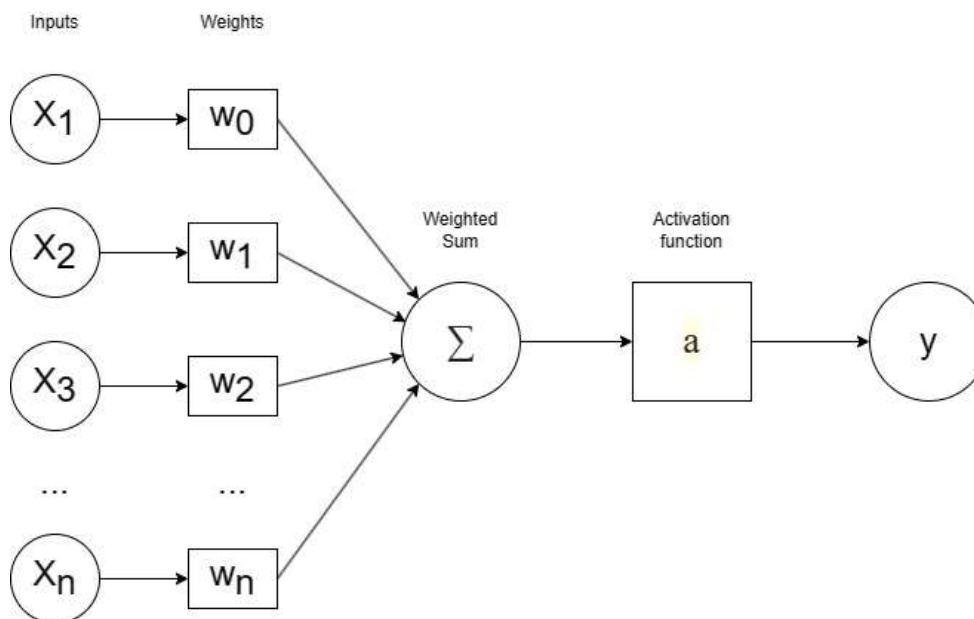 Inputs Weights
X1 w0
X2 w1
Weighted
Sum
Activation
function
∑ a y
X3 w2
... ...
Xn wn